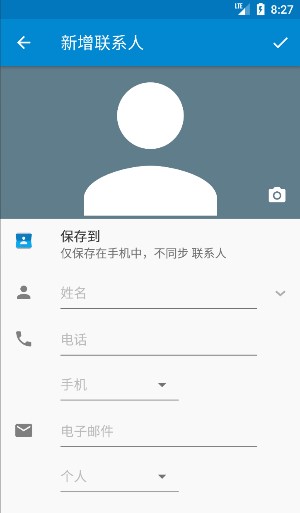 LTE 8:27
新增联系人
保存到
仅保存在手机中，不同步 联系人
姓名
电话
手机
电子邮件
个人